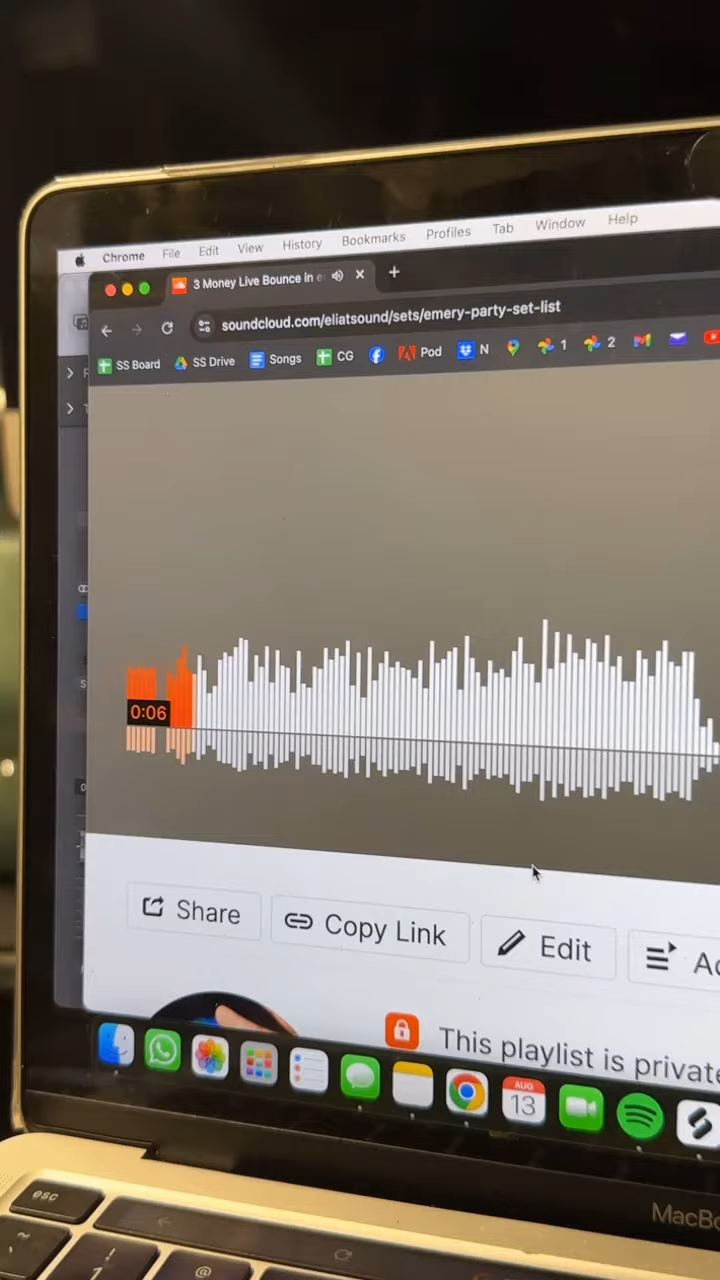 Chrome File Edit View History Bookmarks Profiles Tab Window Help
3 Money Live Bounce in
soundcloud.com/eliatsound/sets/emery-party-set-list
SS Board SS Drive Songs CG Pod N 1 2
0:06
Share Copy Link Edit
This playlist is private
AUG
13
MacBo
esc
~
!
1
@